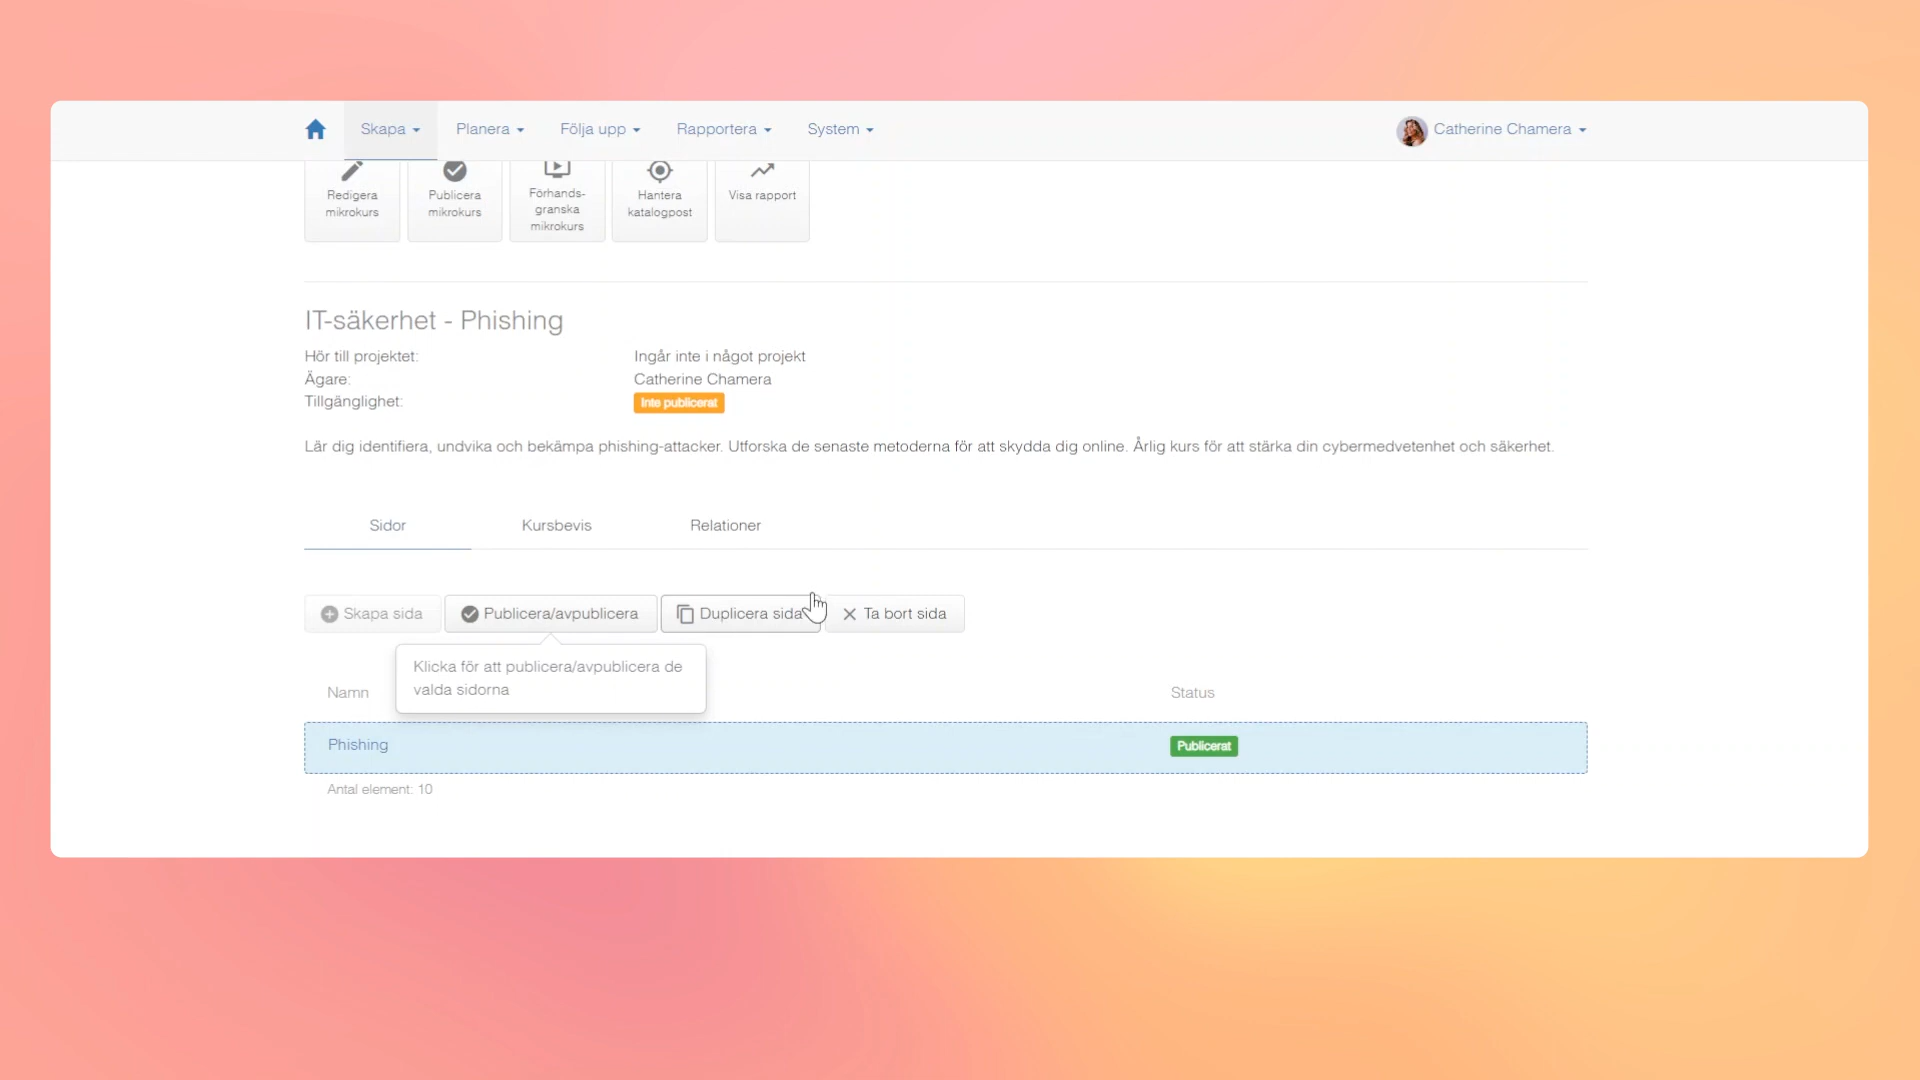 Skapa
Planera
Följa upp
Rapportera
System
Catherine Chamera
Redigera
mikrokurs
Publicera
mikrokurs
Förhands-
granska
mikrokurs
Hantera
katalogpost
Visa rapport
IT-säkerhet - Phishing
Hör till projektet: Ingår inte i något projekt
Ägare: Catherine Chamera
Tillgänglighet: Inte publicerat
Lär dig identifiera, undvika och bekämpa phishing-attacker. Utforska de senaste metoderna för att skydda dig online. Årlig kurs för att stärka din cybermedvetenhet och säkerhet.
Sidor
Kursbevis
Relationer
Skapa sida
Publicera/avpublicera
Duplicera sida
Ta bort sida
Klicka för att publicera/avpublicera de
valda sidorna
Namn
Status
Phishing
Publicerat
Antal element: 10